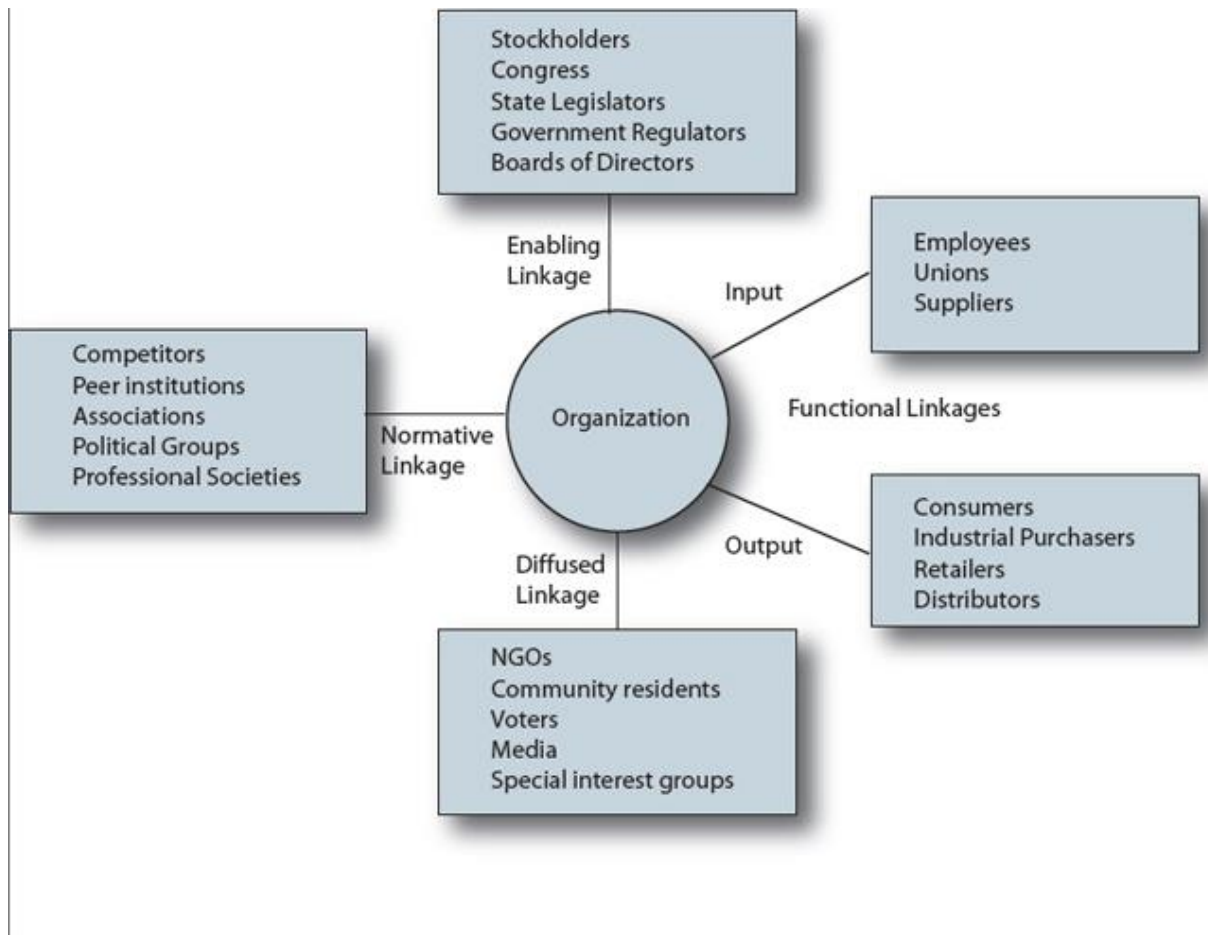 Stockholders
Congress
State Legislators
Government Regulators
Boards of Directors
Enabling
Linkage
Input
Employees
Unions
Suppliers
Competitors
Peer institutions
Associations
Political Groups
Professional Societies
Normative
Linkage
Organization
Functional Linkages
Diffused
Linkage
Output
Consumers
Industrial Purchasers
Retailers
Distributors
NGOs
Community residents
Voters
Media
Special interest groups